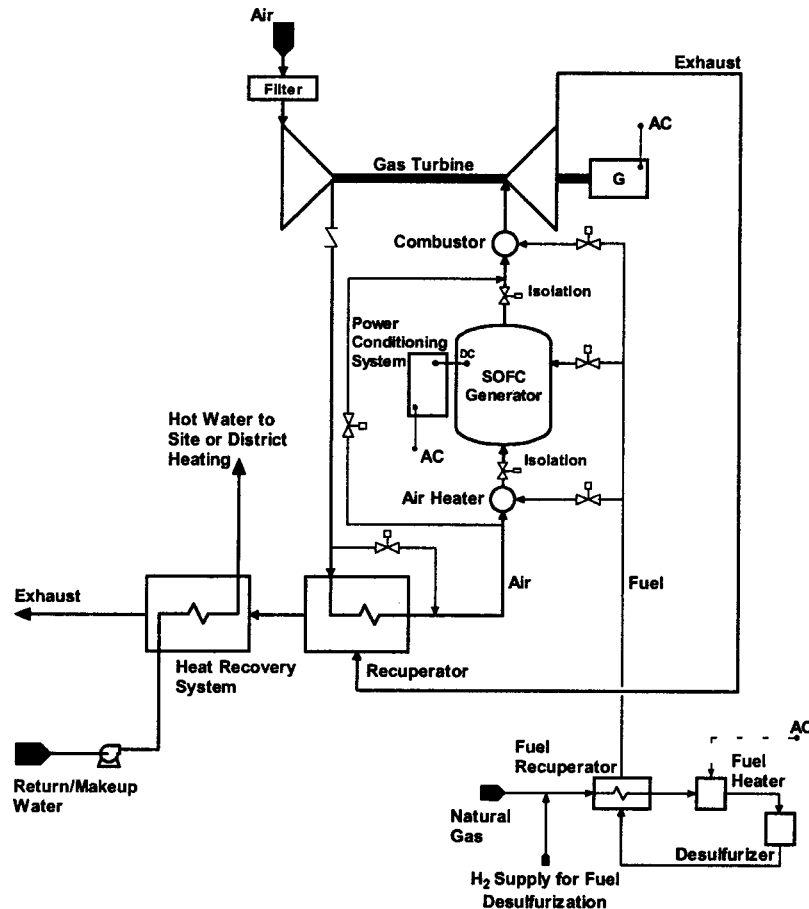 Air
Filter
Exhaust
AC
Gas Turbine
G
Combustor
Isolation
Power
Conditioning
System
DC
SOFC
Generator
AC
Isolation
Air Heater
Hot Water to
Site or District
Heating
Air
Fuel
Exhaust
Heat Recovery
System
Recuperator
Return/Makeup
Water
Fuel
Recuperator
AC
Fuel
Heater
Natural
Gas
Desulfurizer
H₂ Supply for Fuel
Desulfurization